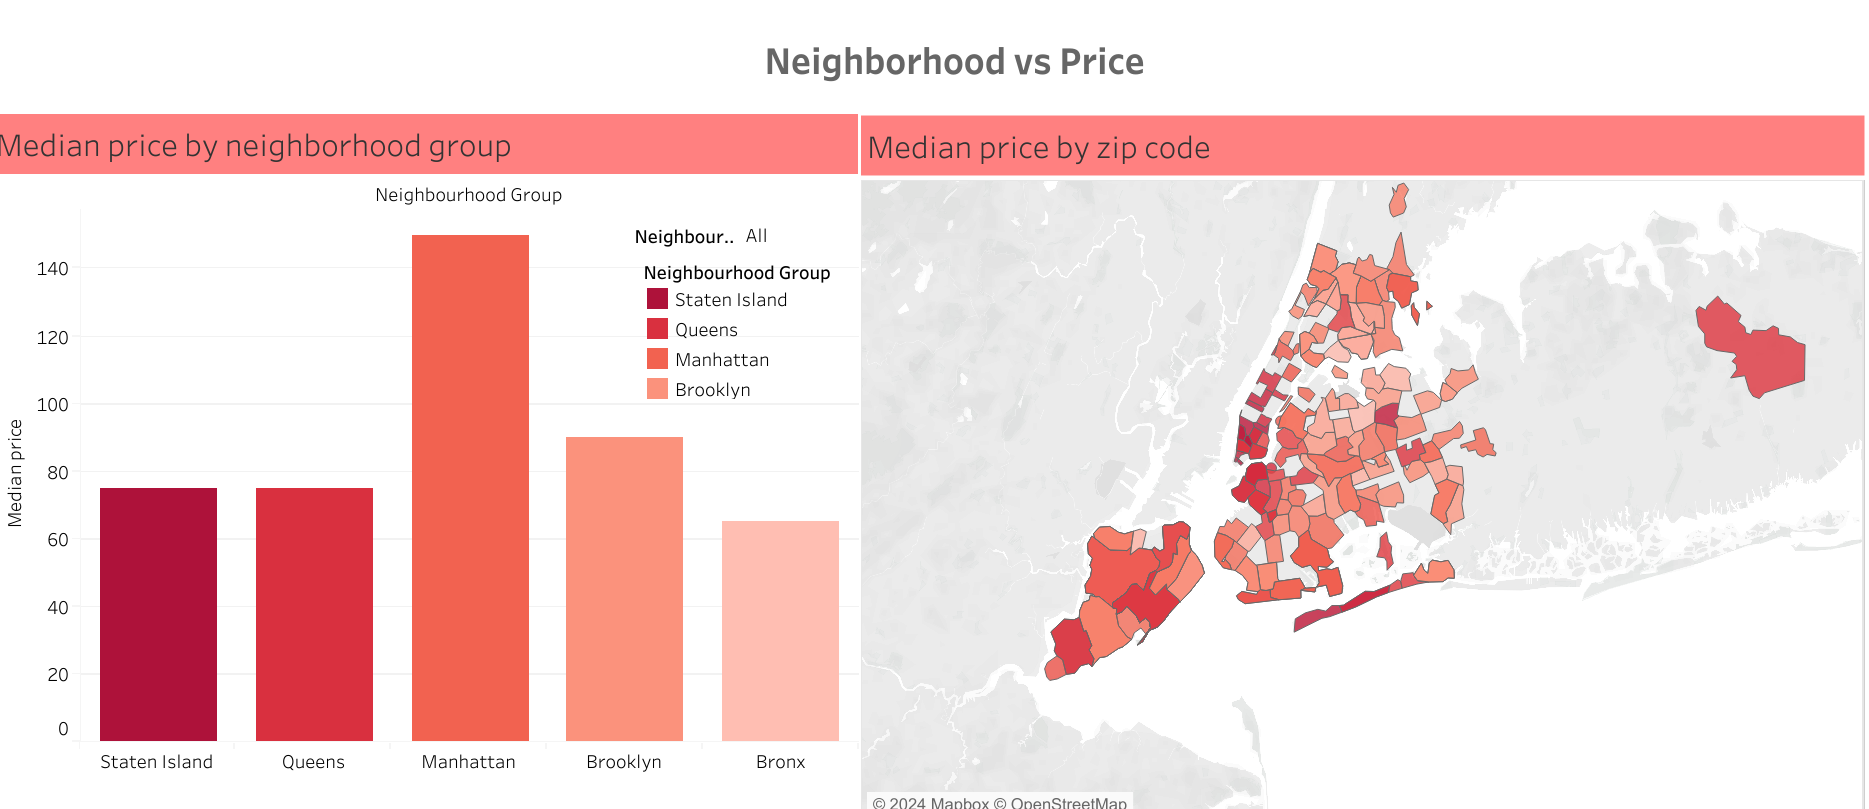 Neighborhood vs Price
Median price by neighborhood group
Median price by zip code
Neighbourhood Group
Neighbour.. All
Neighbourhood Group
Staten Island
Queens
Manhattan
Brooklyn
Median price
140
120
100
80
60
40
20
0
Staten Island Queens Manhattan Brooklyn Bronx
© 2024 Mapbox © OpenStreetMap